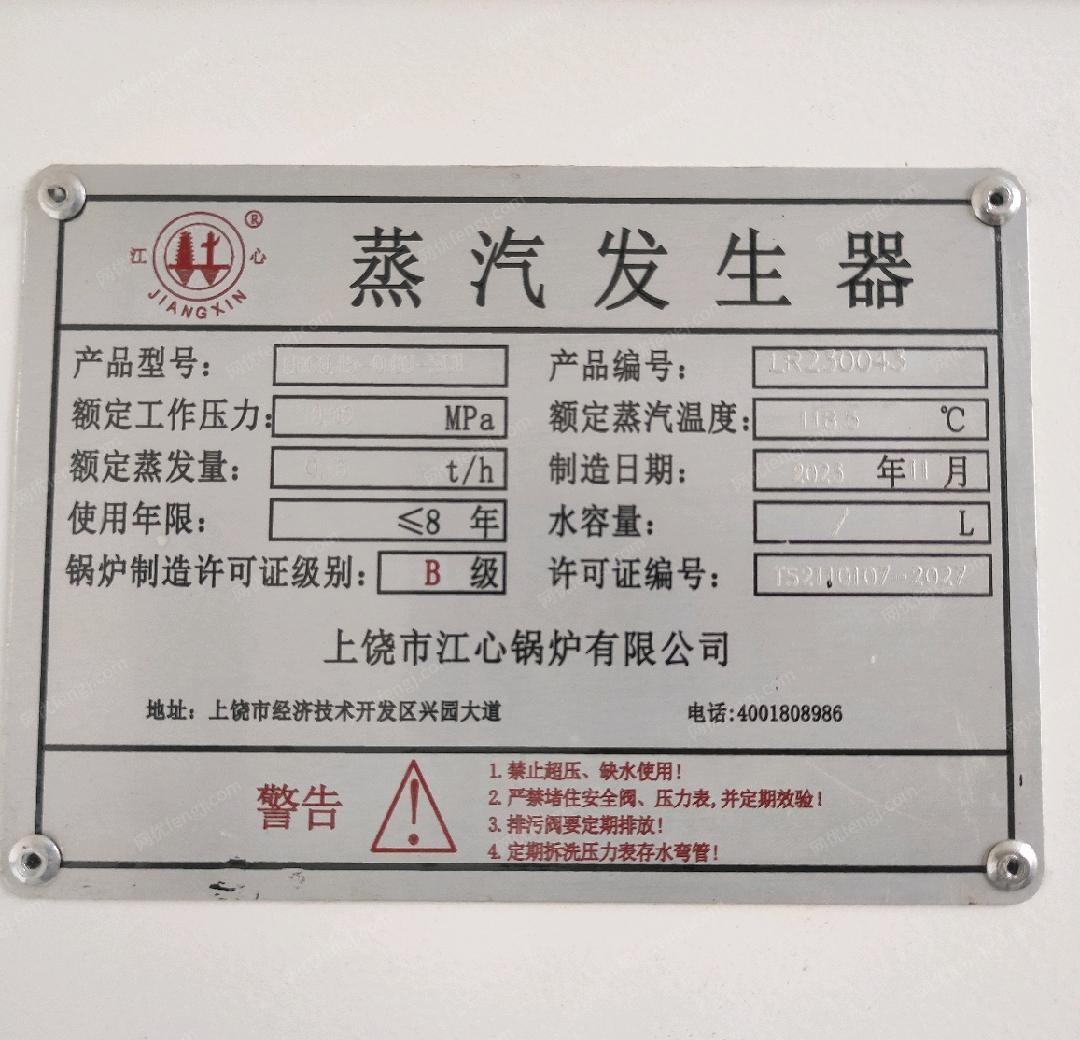 江 心 ®
JIANGXIN
蒸汽发生器
产品型号： 产品编号： LR230043
额定工作压力： MPa 额定蒸汽温度： ℃
额定蒸发量： t/h 制造日期： 2023 年 11 月
使用年限： ≤8 年 水容量： / L
锅炉制造许可证级别： B 级 许可证编号： TS2110107-2027
上饶市江心锅炉有限公司
地址：上饶市经济技术开发区兴园大道 电话:4001808986
警告
1. 禁止超压、缺水使用！
2. 严禁堵住安全阀、压力表,并定期效验！
3. 排污阀要定期排放！
4. 定期拆洗压力表存水弯管！